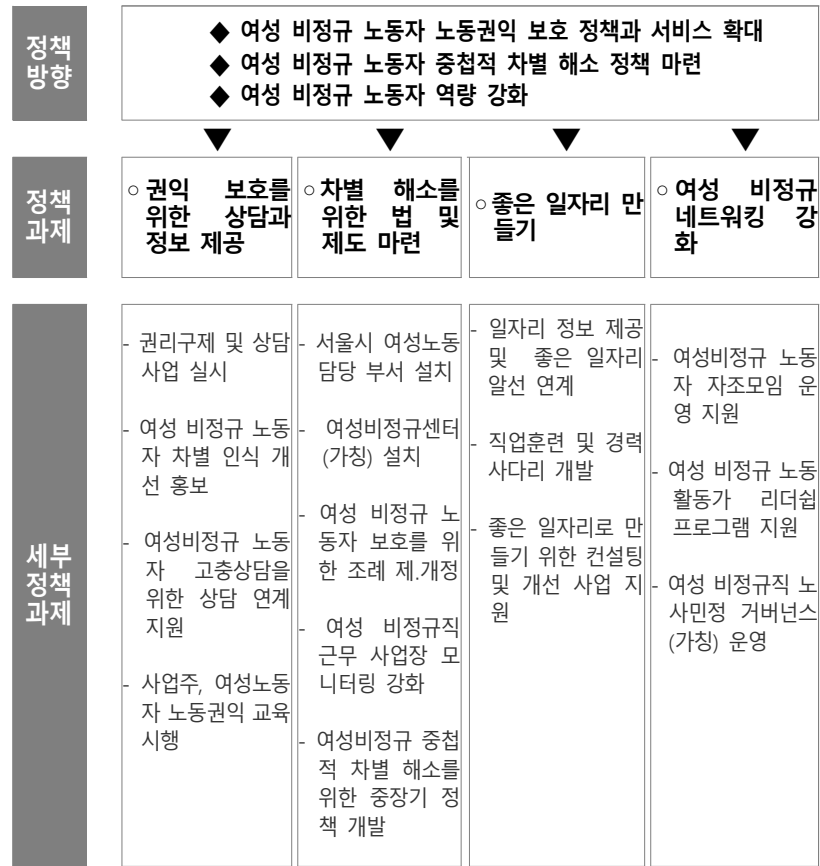 정책
방향
◆ 여성 비정규 노동자 노동권익 보호 정책과 서비스 확대
◆ 여성 비정규 노동자 중첩적 차별 해소 정책 마련
◆ 여성 비정규 노동자 역량 강화
정책
과제
○ 권익 보호를
위한 상담과
정보 제공
○ 차별 해소를
위한 법 및
제도 마련
○ 좋은 일자리 만
들기
○ 여성 비정규
네트워킹 강
화
세부
정책
과제
- 권리구제 및 상담
사업 실시
- 여성 비정규 노동
자 차별 인식 개
선 홍보
- 여성비정규 노동
자 고충상담을
위한 상담 연계
지원
- 사업주, 여성노동
자 노동권익 교육
시행
- 서울시 여성노동
담당 부서 설치
- 여성비정규센터
(가칭) 설치
- 여성 비정규 노
동자 보호를 위
한 조례 제.개정
- 여성 비정규직
근무 사업장 모
니터링 강화
- 여성비정규 중첩
적 차별 해소를
위한 중장기 정
책 개발
- 일자리 정보 제공
및 좋은 일자리
알선 연계
- 직업훈련 및 경력
사다리 개발
- 좋은 일자리로 만
들기 위한 컨설팅
및 개선 사업 지
원
- 여성비정규 노동
자 자조모임 운
영 지원
- 여성 비정규 노동
활동가 리더쉽
프로그램 지원
- 여성 비정규직 노
사민정 거버넌스
(가칭) 운영